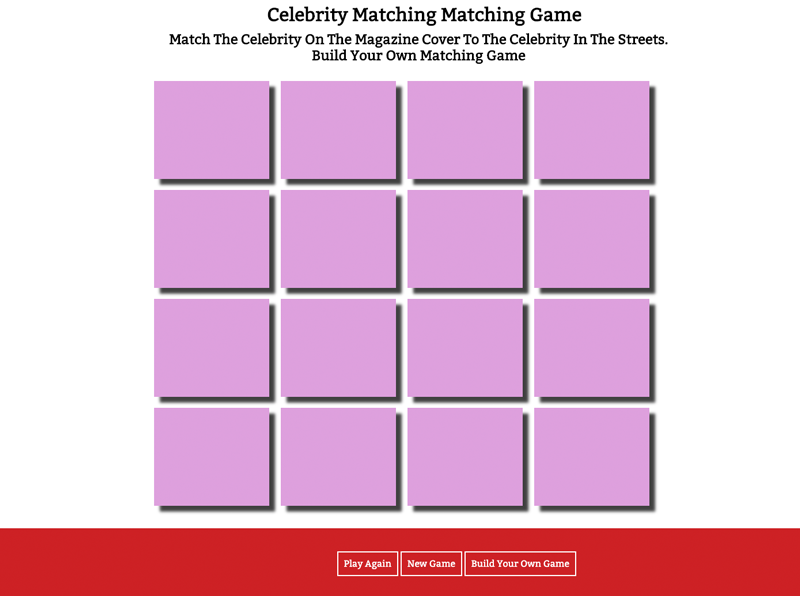 Celebrity Matching Matching Game
Match The Celebrity On The Magazine Cover To The Celebrity In The Streets.
Build Your Own Matching Game
Play Again
New Game
Build Your Own Game